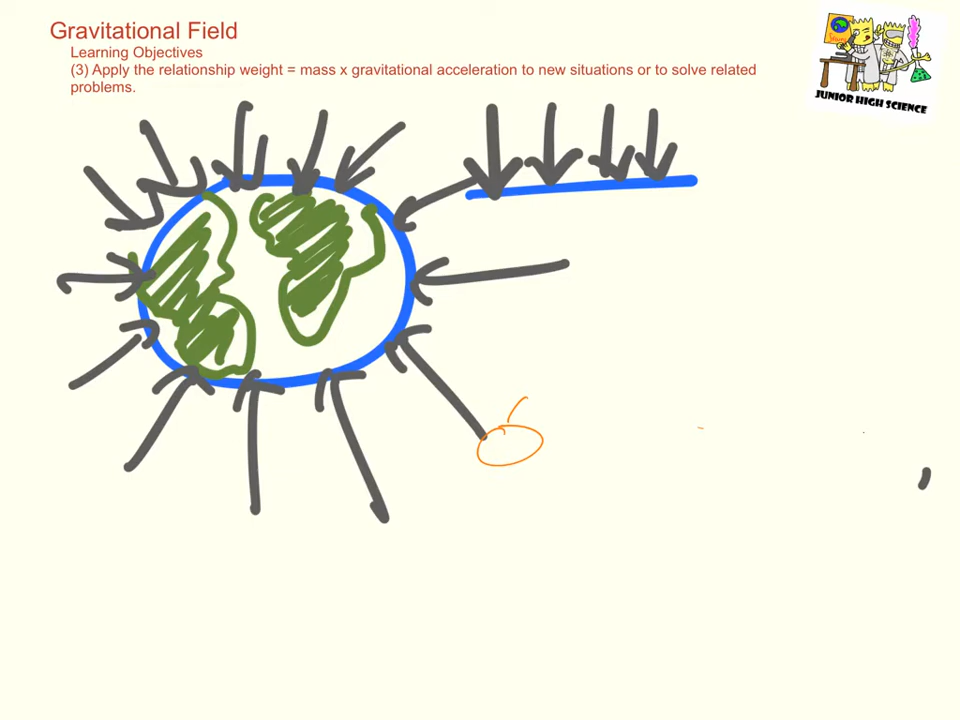 Gravitational Field
Learning Objectives
(3) Apply the relationship weight = mass x gravitational acceleration to new situations or to solve related
problems.
JUNIOR HIGH SCIENCE